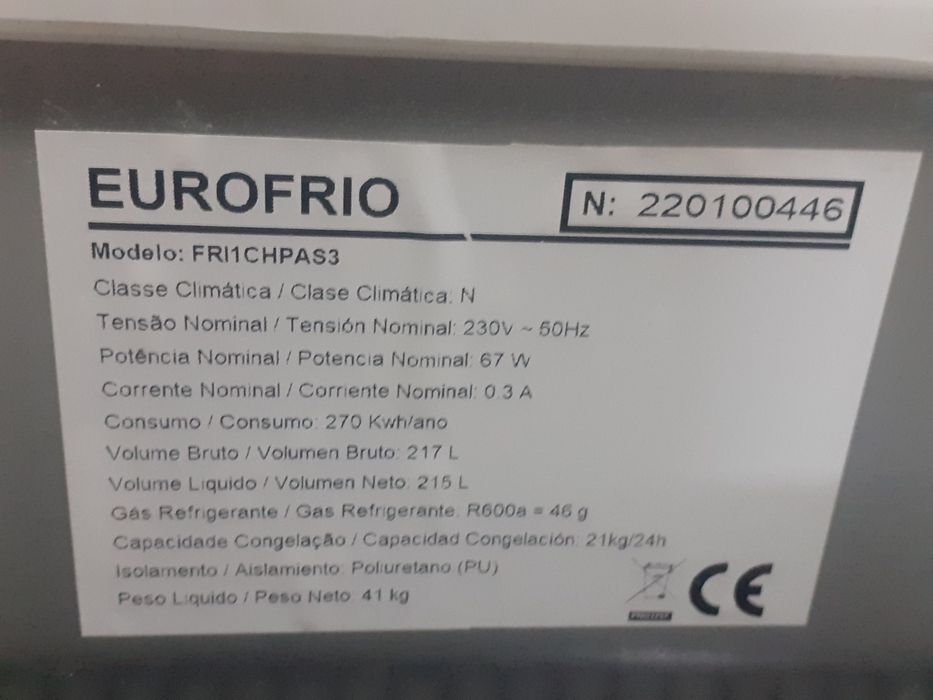 EUROFRIO
N: 220100446
Modelo: FRI1CHPAS3
Classe Climática / Clase Climática: N
Tensão Nominal / Tensión Nominal: 230V ~ 50Hz
Potência Nominal / Potencia Nominal: 67 W
Corrente Nominal / Corriente Nominal: 0.3 A
Consumo / Consumo: 270 Kwh/ano
Volume Bruto / Volumen Bruto: 217 L
Volume Liquido / Volumen Neto: 215 L
Gás Refrigerante / Gas Refrigerante: R600a = 46 g
Capacidade Congelação / Capacidad Congelación: 21kg/24h
Isolamento / Aislamiento: Poliuretano (PU)
Peso Liquido / Peso Neto: 41 kg
CE